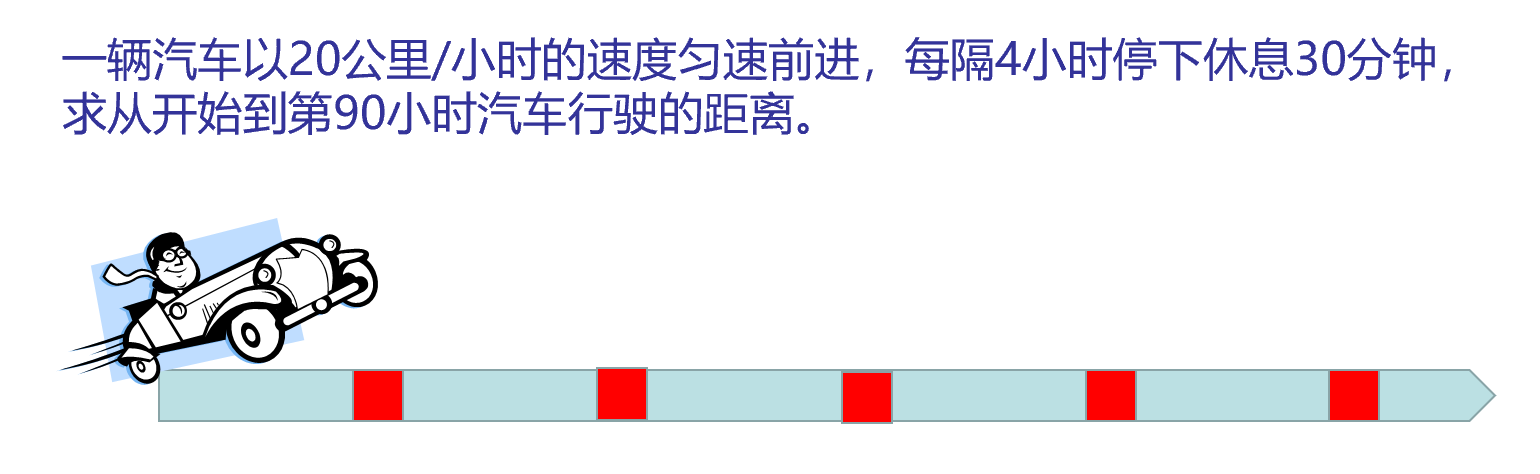 一辆汽车以20公里/小时的速度匀速前进，每隔4小时停下休息30分钟，
求从开始到第90小时汽车行驶的距离。